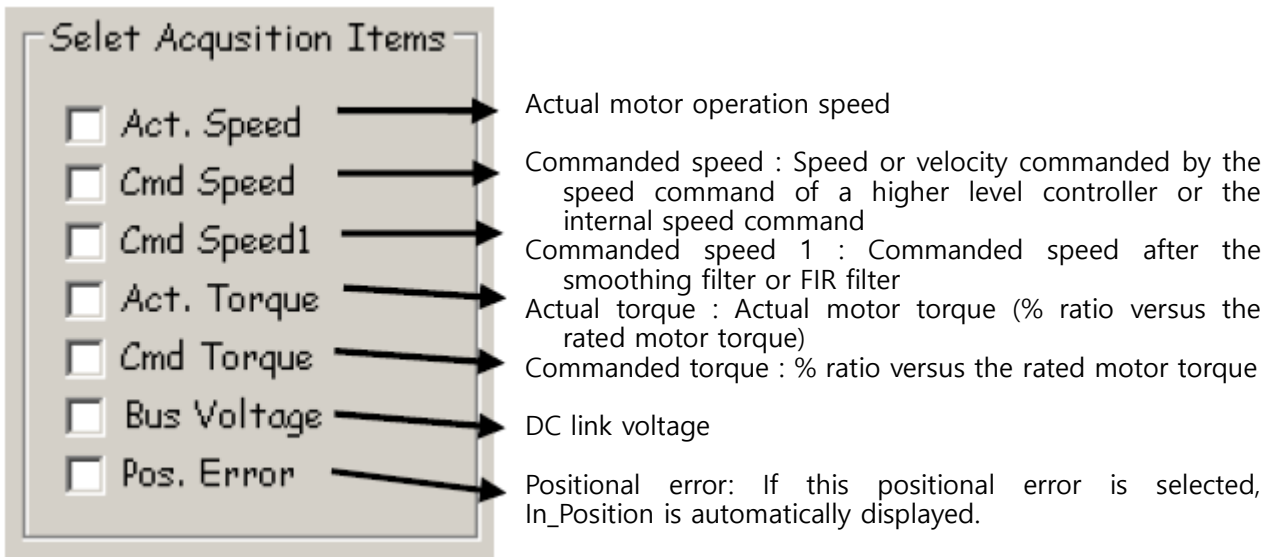 Selet Acqusition Items
Act. Speed
Cmd Speed
Cmd Speed1
Act. Torque
Cmd Torque
Bus Voltage
Pos. Error
Actual motor operation speed
Commanded speed : Speed or velocity commanded by the
speed command of a higher level controller or the
internal speed command
Commanded speed 1 : Commanded speed after the
smoothing filter or FIR filter
Actual torque : Actual motor torque (% ratio versus the
rated motor torque)
Commanded torque : % ratio versus the rated motor torque
DC link voltage
Positional error: If this positional error is selected,
In_Position is automatically displayed.